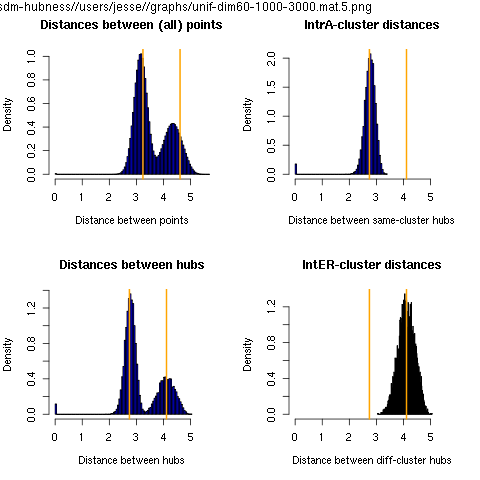 sdm-hubness//users/jesse//graphs/unif-dim60-1000-3000.mat.5.png
Distances between (all) points
Density
0.0 0.2 0.4 0.6 0.8 1.0
0 1 2 3 4 5
Distance between points
IntrA-cluster distances
Density
0.0 0.5 1.0 1.5 2.0
0 1 2 3 4 5
Distance between same-cluster hubs
Distances between hubs
Density
0.0 0.4 0.8 1.2
0 1 2 3 4 5
Distance between hubs
IntER-cluster distances
Density
0.0 0.4 0.8 1.2
0 1 2 3 4 5
Distance between diff-cluster hubs